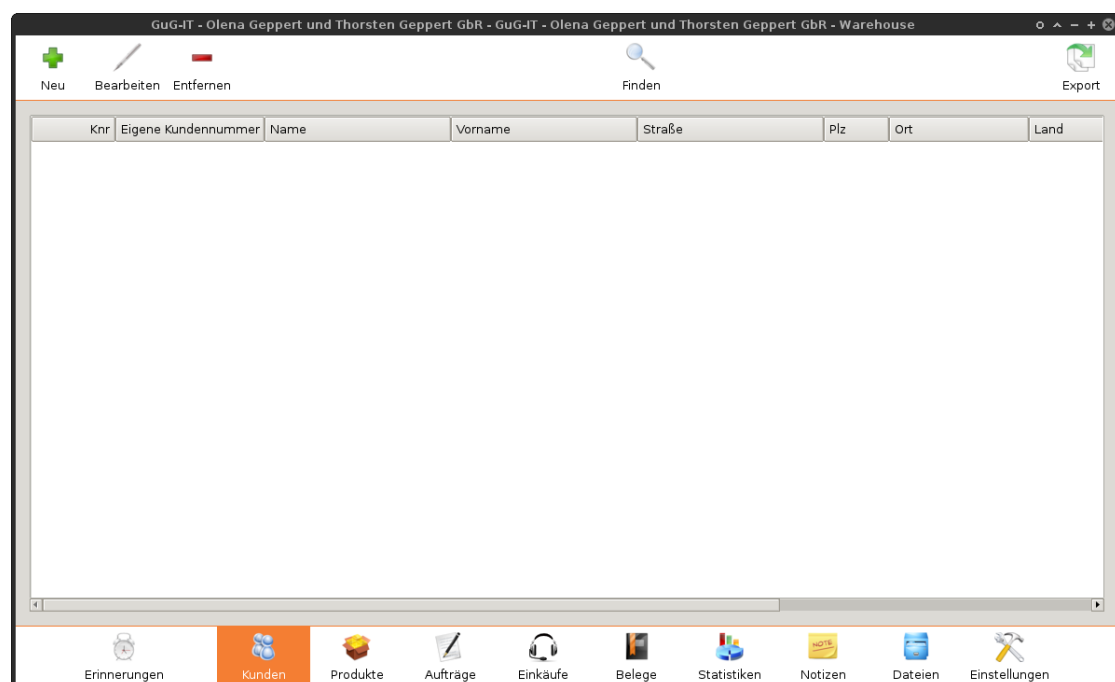 GuG-IT - Olena Geppert und Thorsten Geppert GbR - GuG-IT - Olena Geppert und Thorsten Geppert GbR - Warehouse
Neu Bearbeiten Entfernen Finden Export
Knr Eigene Kundennummer Name Vorname Straße Plz Ort Land
NOTE
Erinnerungen Kunden Produkte Aufträge Einkäufe Belege Statistiken Notizen Dateien Einstellungen